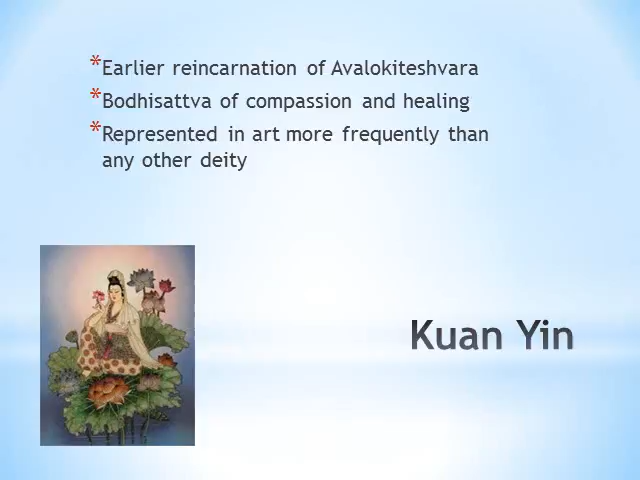 * Earlier reincarnation of Avalokiteshvara
* Bodhisattva of compassion and healing
* Represented in art more frequently than
any other deity
Kuan Yin